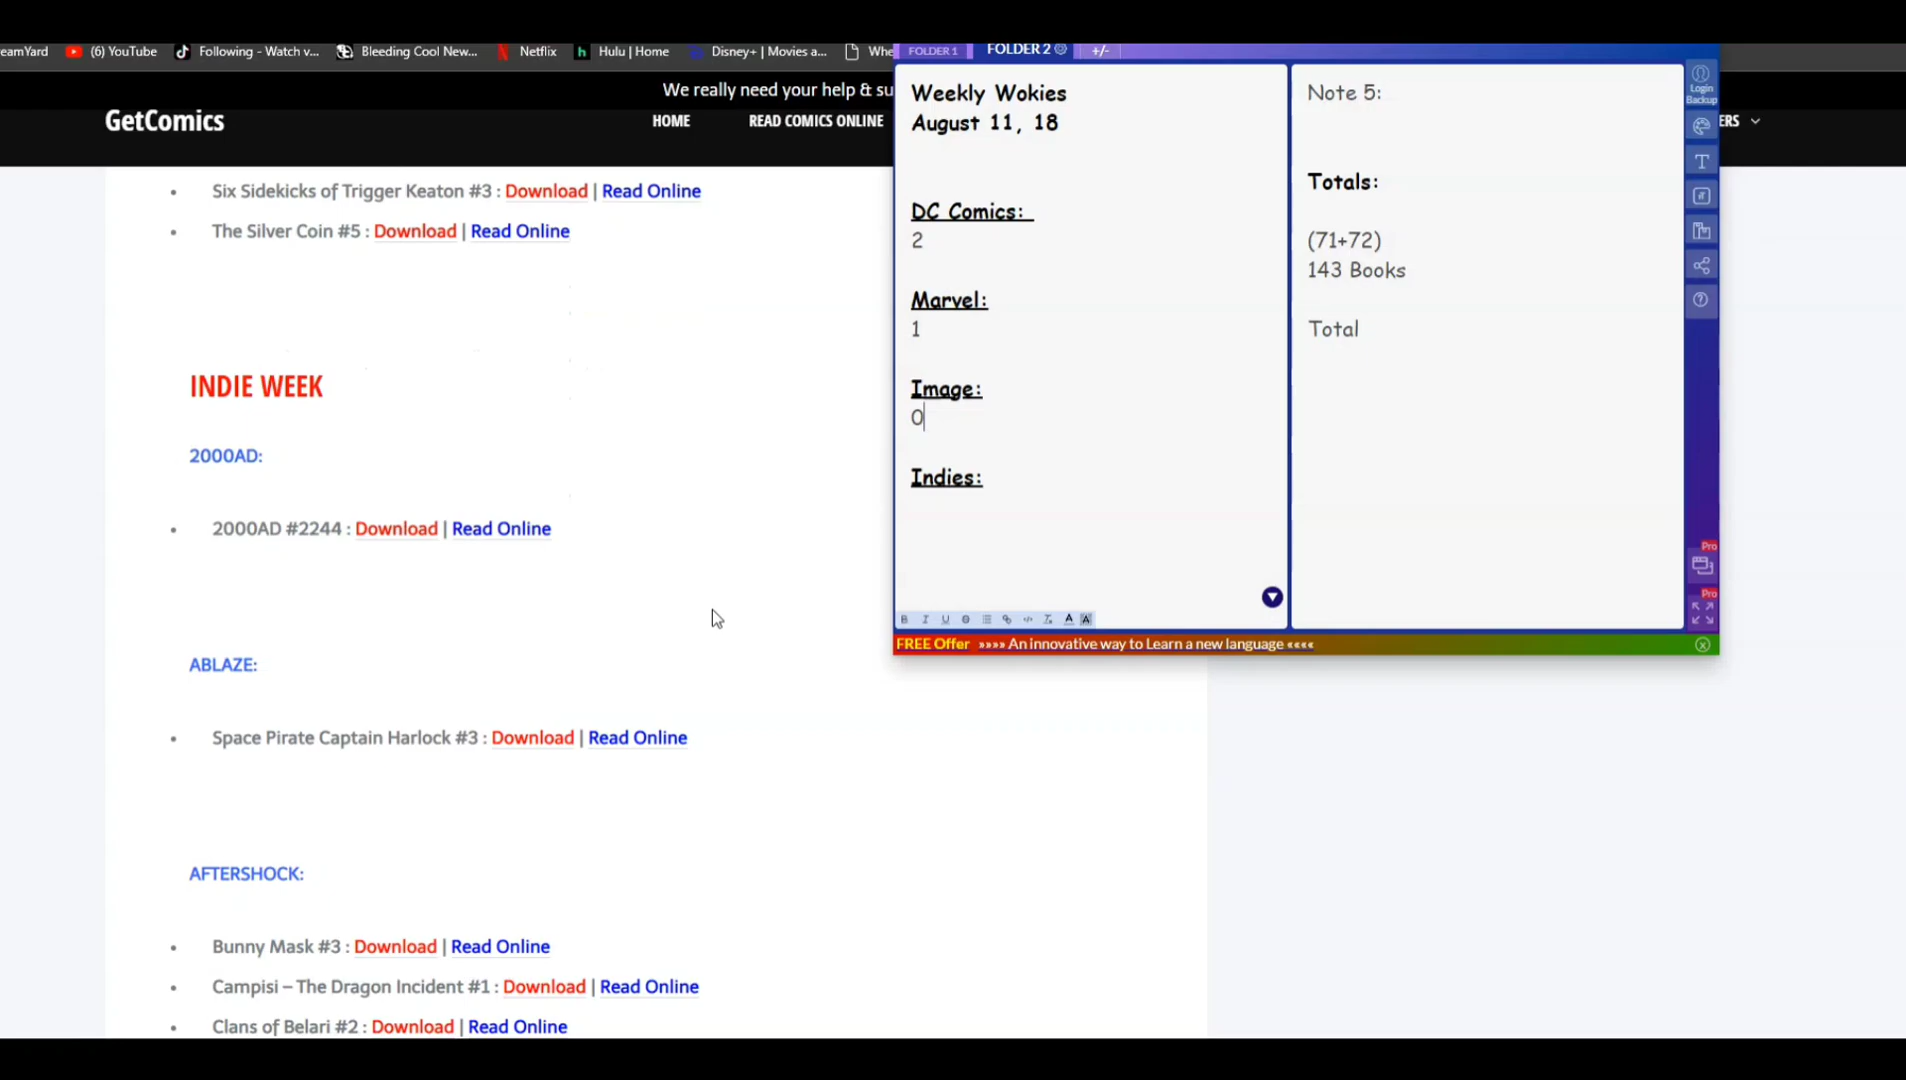 eamYard (6) YouTube Following - Watch v... Bleeding Cool New... Netflix h Hulu | Home Disney+ | Movies a... Whe
FOLDER 1 FOLDER 2 +/-
We really need your help & su
GetComics
HOME READ COMICS ONLINE ERS
Six Sidekicks of Trigger Keaton #3 : Download | Read Online
The Silver Coin #5 : Download | Read Online
INDIE WEEK
2000AD:
2000AD #2244 : Download | Read Online
ABLAZE:
Space Pirate Captain Harlock #3 : Download | Read Online
AFTERSHOCK:
Bunny Mask #3 : Download | Read Online
Campisi – The Dragon Incident #1 : Download | Read Online
Clans of Belari #2 : Download | Read Online
Weekly Wokies
August 11, 18
DC Comics:
2
Marvel:
1
Image:
0
Indies:
Note 5:
Totals:
(71+72)
143 Books
Total
Login
Backup
T
Pro
Pro
B I U
FREE Offer »»»» An innovative way to Learn a new language ««««